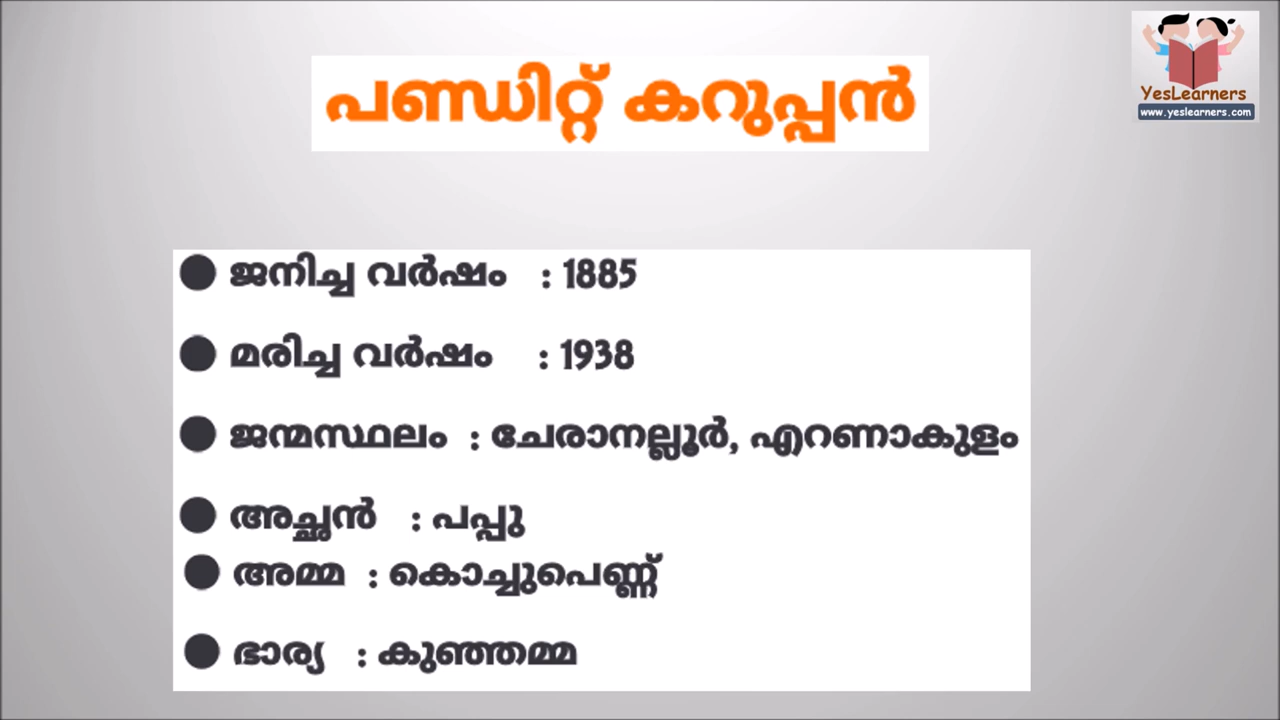 പണ്ഡിറ്റ് കറുപ്പൻ
YesLearners
www.yeslearners.com
● ജനിച്ച വർഷം : 1885
● മരിച്ച വർഷം : 1938
● ജന്മസ്ഥലം : ചേരാനല്ലൂർ, എറണാകുളം
● അച്ഛൻ : പപ്പു
● അമ്മ : കൊച്ചുപെണ്ണ്
● ഭാര്യ : കുഞ്ഞമ്മ